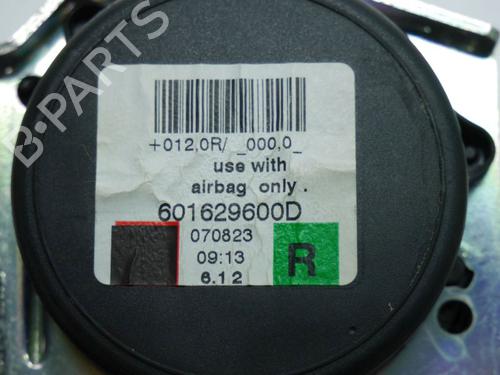 B-PARTS
+012,0R/ _000,0_
use with
airbag only.
601629600D
070823
09:13
6.12
R